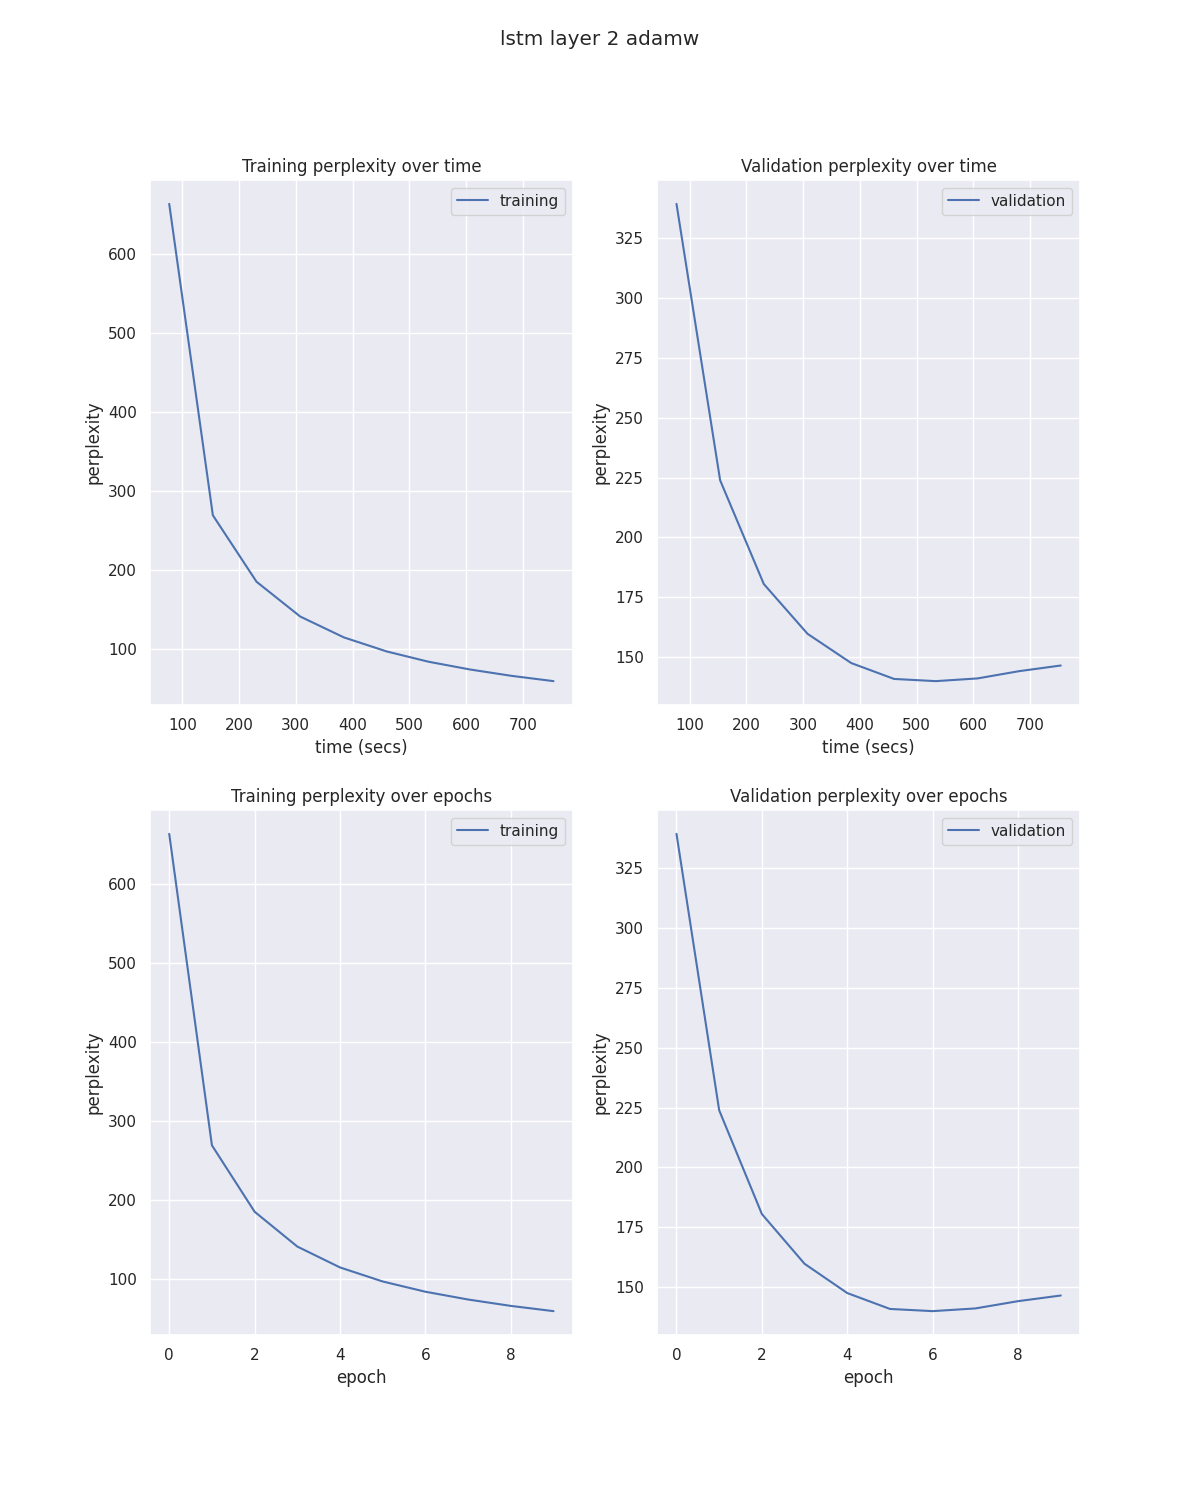 lstm layer 2 adamw
Training perplexity over time
training
600
500
400
300
200
100
perplexity
100 200 300 400 500 600 700
time (secs)
Validation perplexity over time
validation
325
300
275
250
225
200
175
150
perplexity
100 200 300 400 500 600 700
time (secs)
Training perplexity over epochs
training
600
500
400
300
200
100
perplexity
0 2 4 6 8
epoch
Validation perplexity over epochs
validation
325
300
275
250
225
200
175
150
perplexity
0 2 4 6 8
epoch